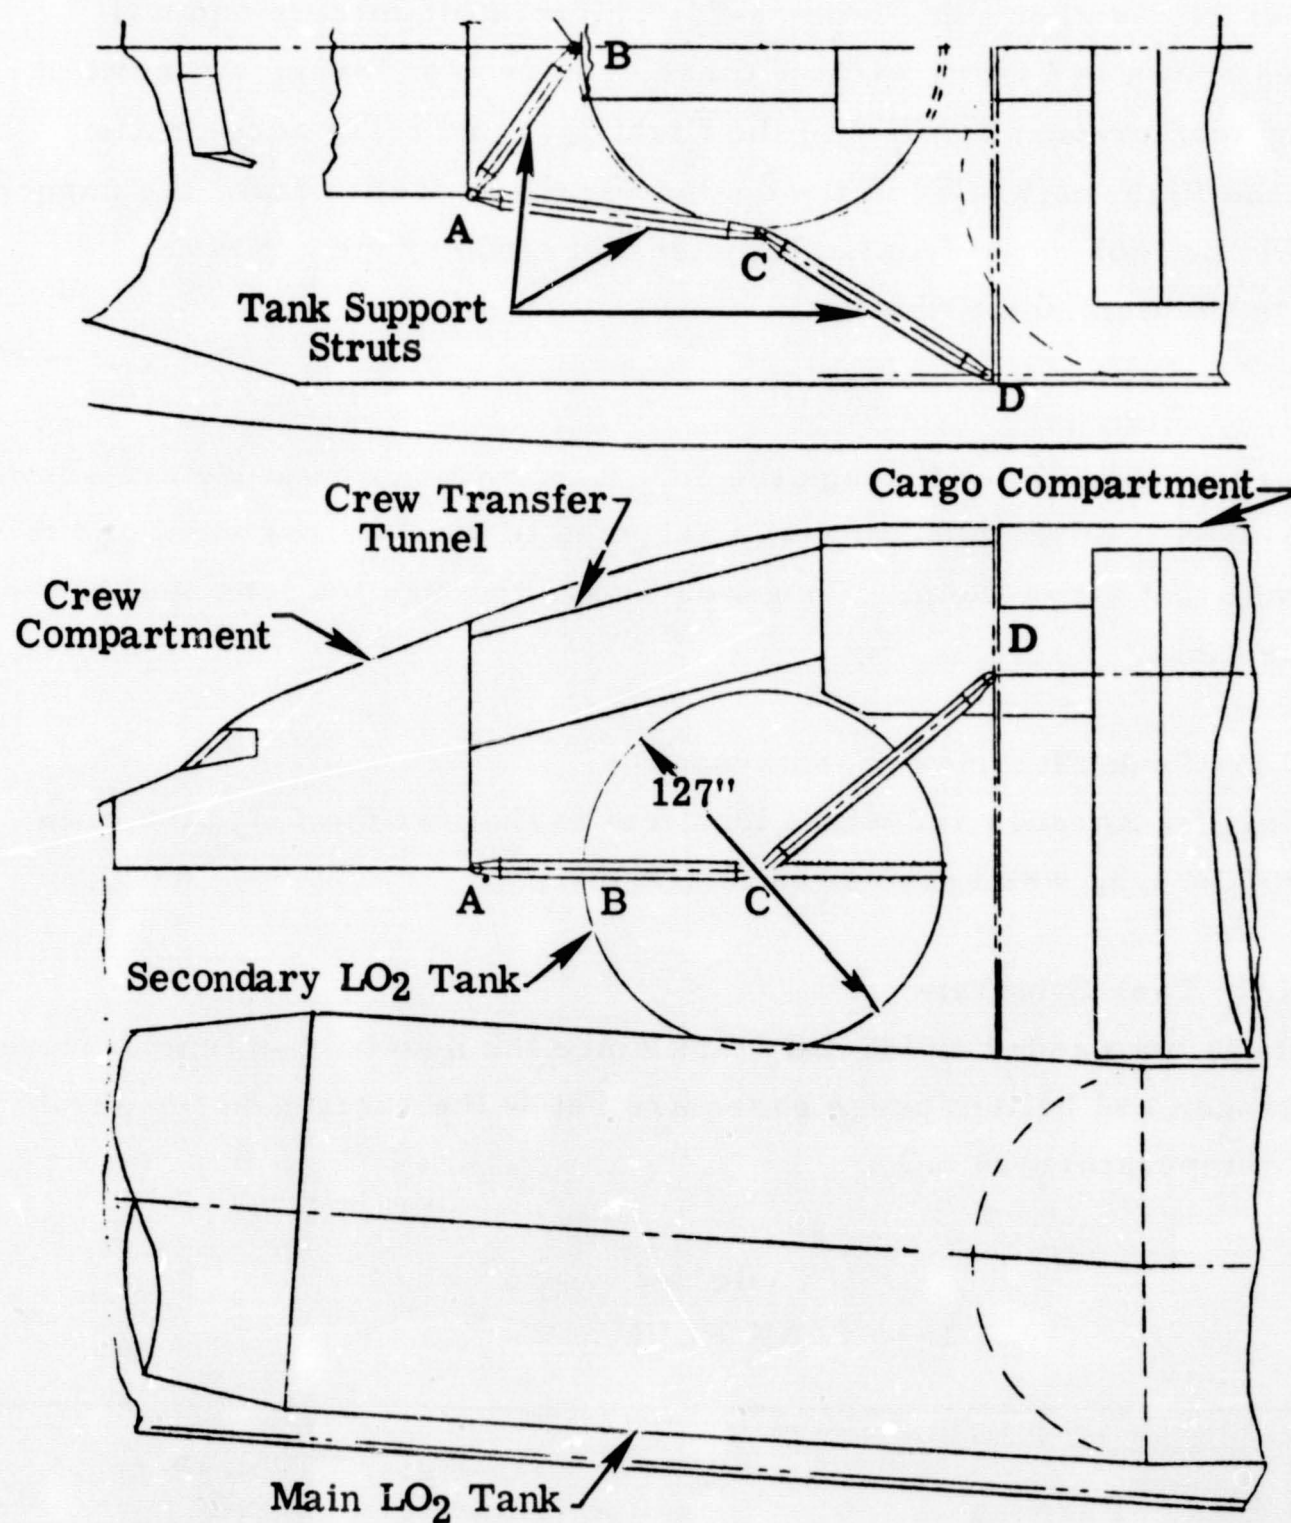 B
A
C
Tank Support
Struts
D
Cargo Compartment
Crew Transfer
Tunnel
Crew
Compartment
D
127"
A
B
C
Secondary LO₂ Tank
Main LO₂ Tank